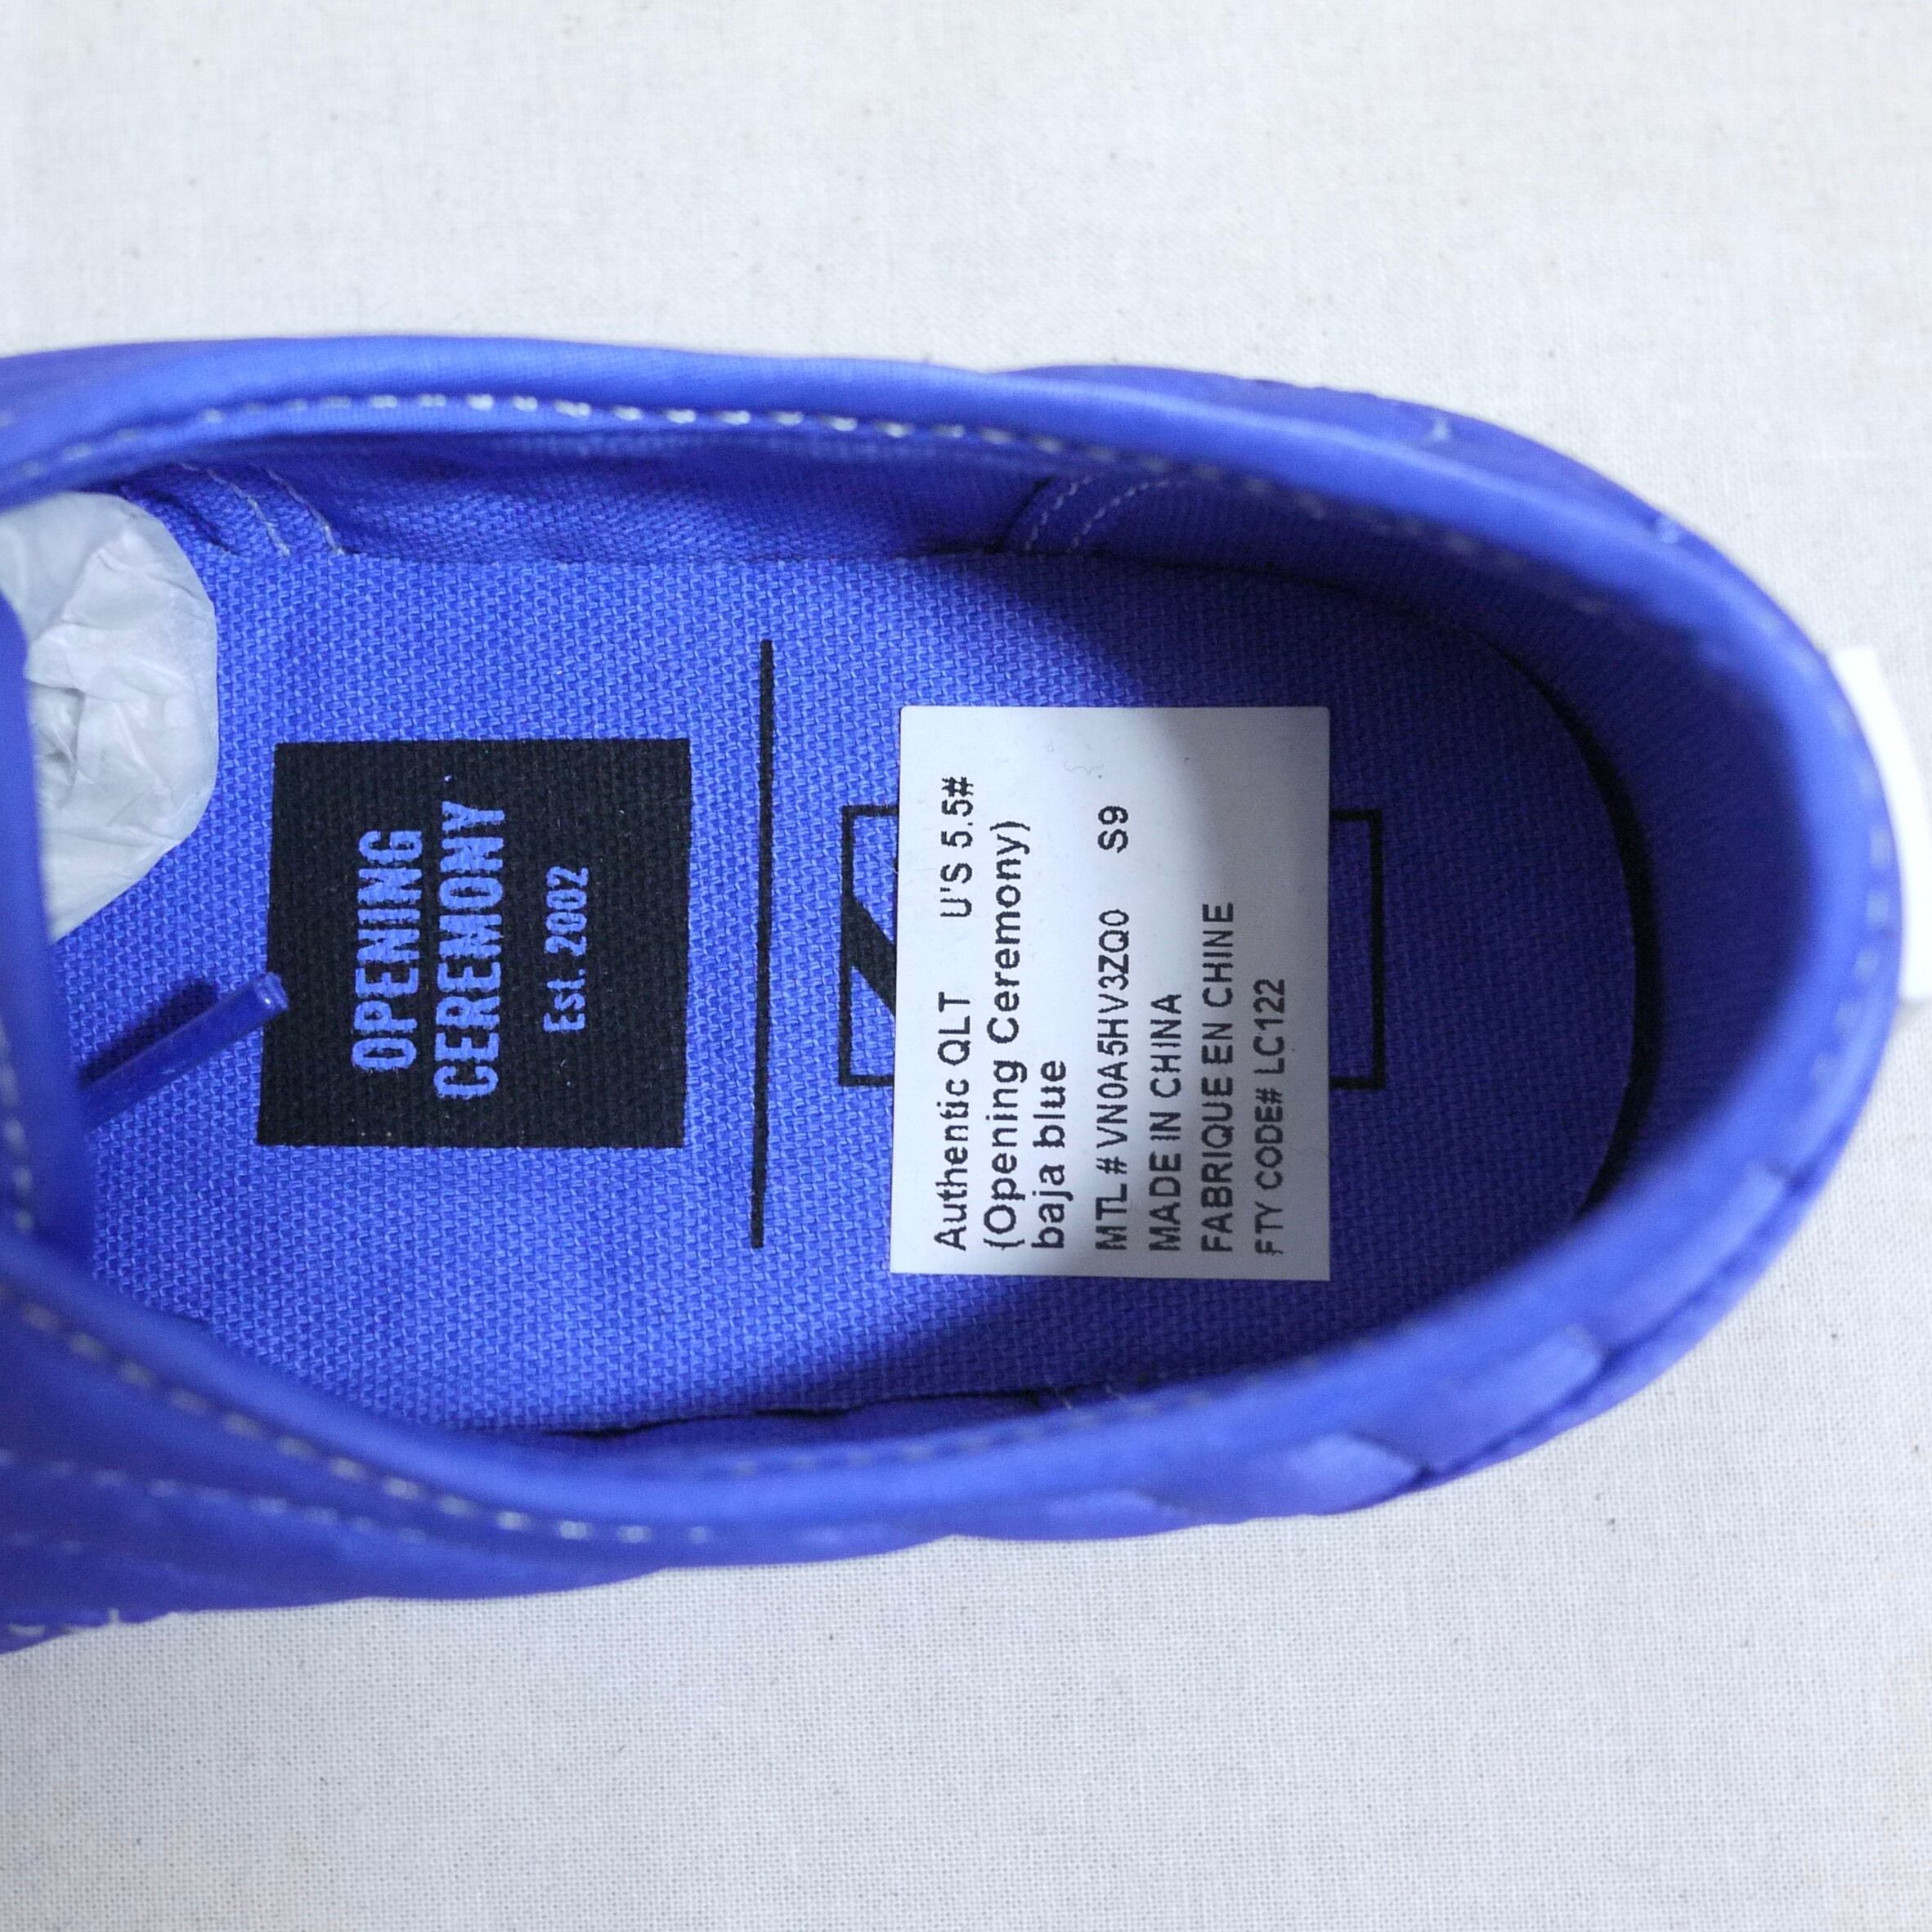 OPENING
CEREMONY
Est. 2002
Authentic QLT U'S 5.5#
(Opening Ceremony)
baja blue
MTL# VN0A5HV3ZQ0 S9
MADE IN CHINA
FABRIQUE EN CHINE
FTY CODE# LC122